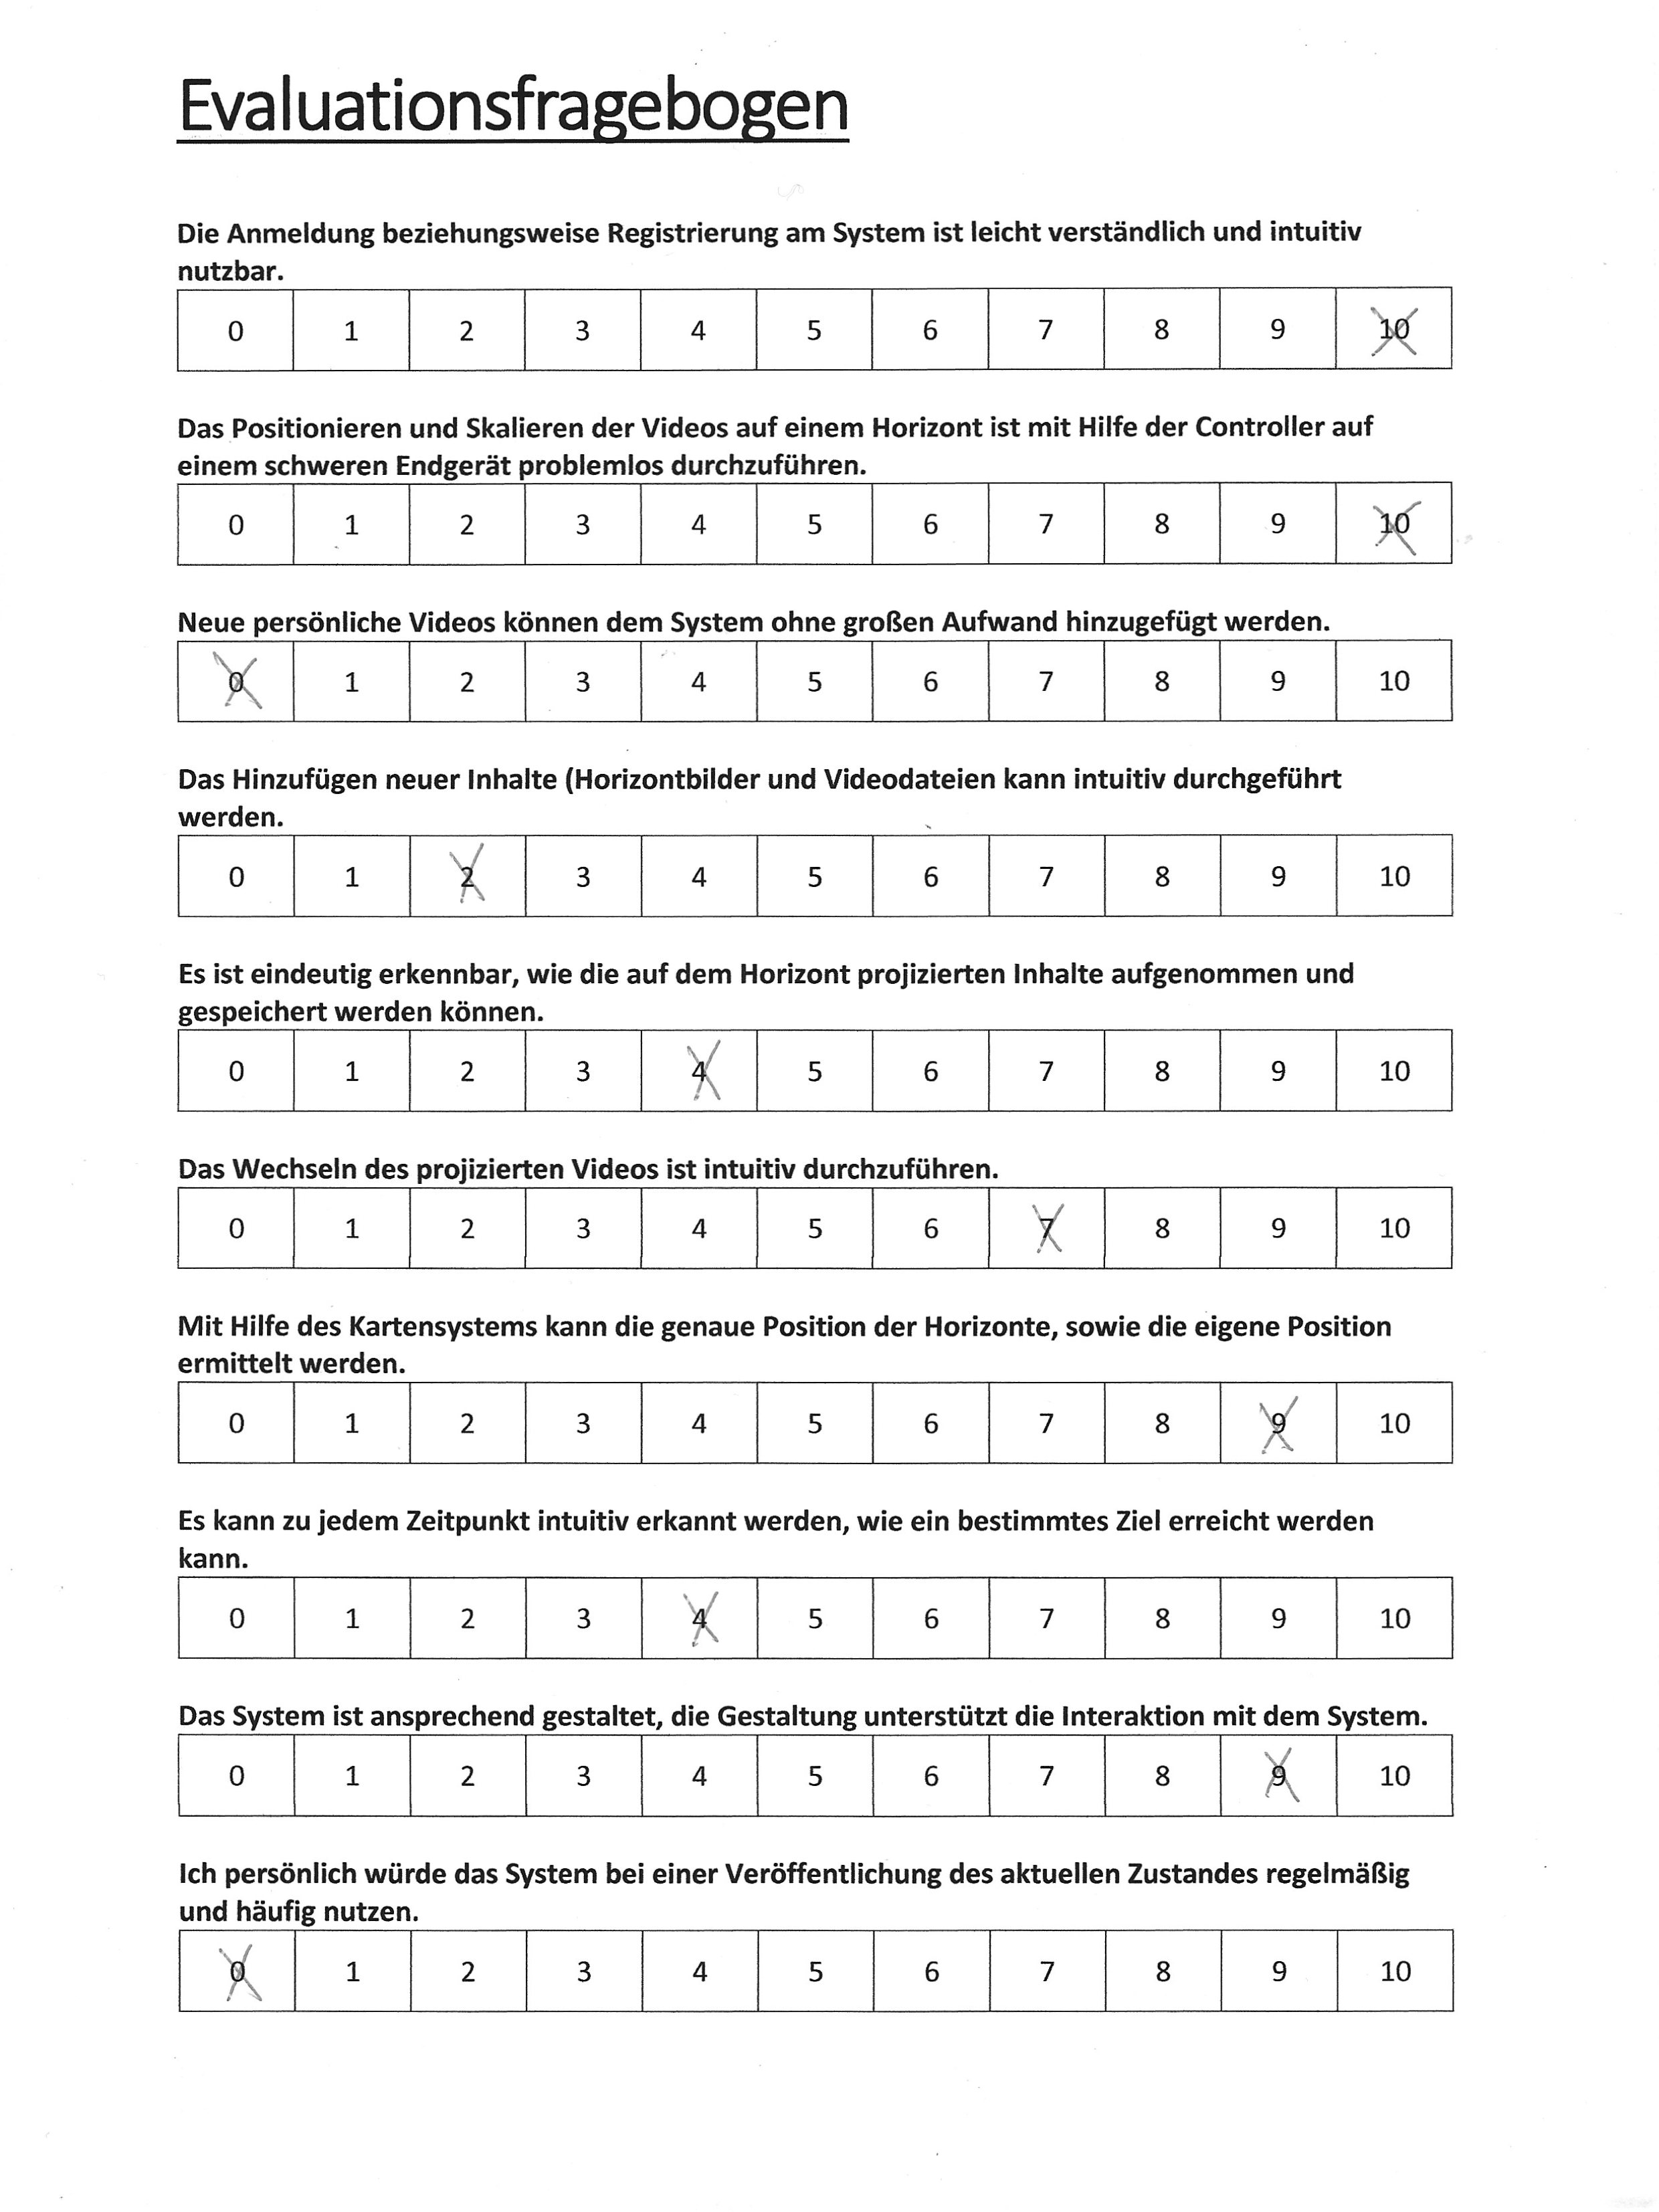 Evaluationsfragebogen
Die Anmeldung beziehungsweise Registrierung am System ist leicht verständlich und intuitiv
nutzbar.
0 1 2 3 4 5 6 7 8 9 10
Das Positionieren und Skalieren der Videos auf einem Horizont ist mit Hilfe der Controller auf
einem schweren Endgerät problemlos durchzuführen.
0 1 2 3 4 5 6 7 8 9 10
Neue persönliche Videos können dem System ohne großen Aufwand hinzugefügt werden.
0 1 2 3 4 5 6 7 8 9 10
Das Hinzufügen neuer Inhalte (Horizontbilder und Videodateien kann intuitiv durchgeführt
werden.
0 1 2 3 4 5 6 7 8 9 10
Es ist eindeutig erkennbar, wie die auf dem Horizont projizierten Inhalte aufgenommen und
gespeichert werden können.
0 1 2 3 4 5 6 7 8 9 10
Das Wechseln des projizierten Videos ist intuitiv durchzuführen.
0 1 2 3 4 5 6 7 8 9 10
Mit Hilfe des Kartensystems kann die genaue Position der Horizonte, sowie die eigene Position
ermittelt werden.
0 1 2 3 4 5 6 7 8 9 10
Es kann zu jedem Zeitpunkt intuitiv erkannt werden, wie ein bestimmtes Ziel erreicht werden
kann.
0 1 2 3 4 5 6 7 8 9 10
Das System ist ansprechend gestaltet, die Gestaltung unterstützt die Interaktion mit dem System.
0 1 2 3 4 5 6 7 8 9 10
Ich persönlich würde das System bei einer Veröffentlichung des aktuellen Zustandes regelmäßig
und häufig nutzen.
0 1 2 3 4 5 6 7 8 9 10